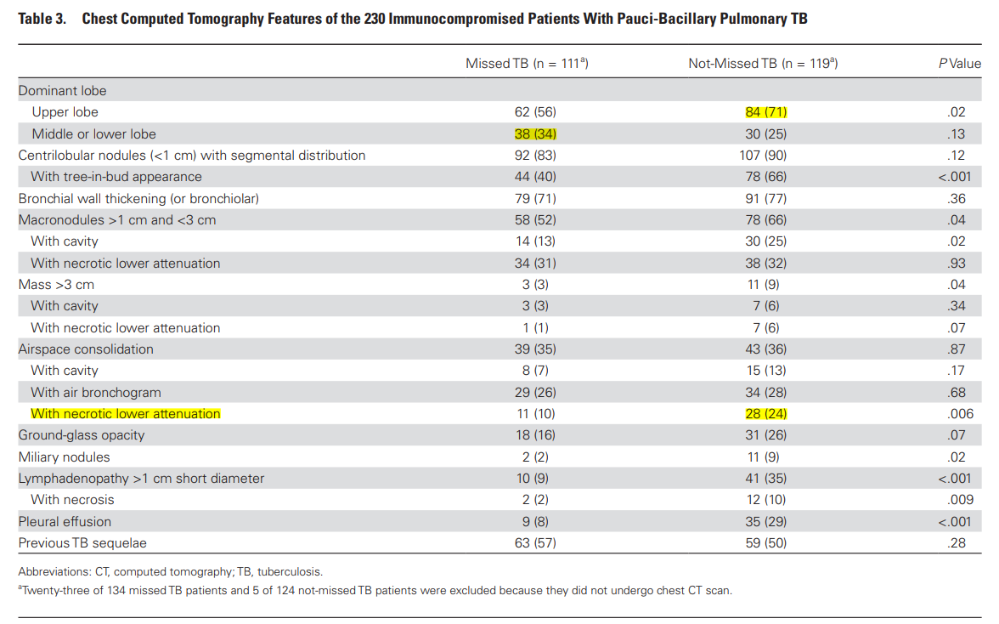 Table 3. Chest Computed Tomography Features of the 230 Immunocompromised Patients With Pauci-Bacillary Pulmonary TB
Missed TB (n = 111a) Not-Missed TB (n = 119a) P Value
Dominant lobe
Upper lobe 62 (56) 84 (71) .02
Middle or lower lobe 38 (34) 30 (25) .13
Centrilobular nodules (<1 cm) with segmental distribution 92 (83) 107 (90) .12
With tree-in-bud appearance 44 (40) 78 (66) <.001
Bronchial wall thickening (or bronchiolar) 79 (71) 91 (77) .36
Macronodules >1 cm and <3 cm 58 (52) 78 (66) .04
With cavity 14 (13) 30 (25) .02
With necrotic lower attenuation 34 (31) 38 (32) .93
Mass >3 cm 3 (3) 11 (9) .04
With cavity 3 (3) 7 (6) .34
With necrotic lower attenuation 1 (1) 7 (6) .07
Airspace consolidation 39 (35) 43 (36) .87
With cavity 8 (7) 15 (13) .17
With air bronchogram 29 (26) 34 (28) .68
With necrotic lower attenuation 11 (10) 28 (24) .006
Ground-glass opacity 18 (16) 31 (26) .07
Miliary nodules 2 (2) 11 (9) .02
Lymphadenopathy >1 cm short diameter 10 (9) 41 (35) <.001
With necrosis 2 (2) 12 (10) .009
Pleural effusion 9 (8) 35 (29) <.001
Previous TB sequelae 63 (57) 59 (50) .28
Abbreviations: CT, computed tomography; TB, tuberculosis.
aTwenty-three of 134 missed TB patients and 5 of 124 not-missed TB patients were excluded because they did not undergo chest CT scan.